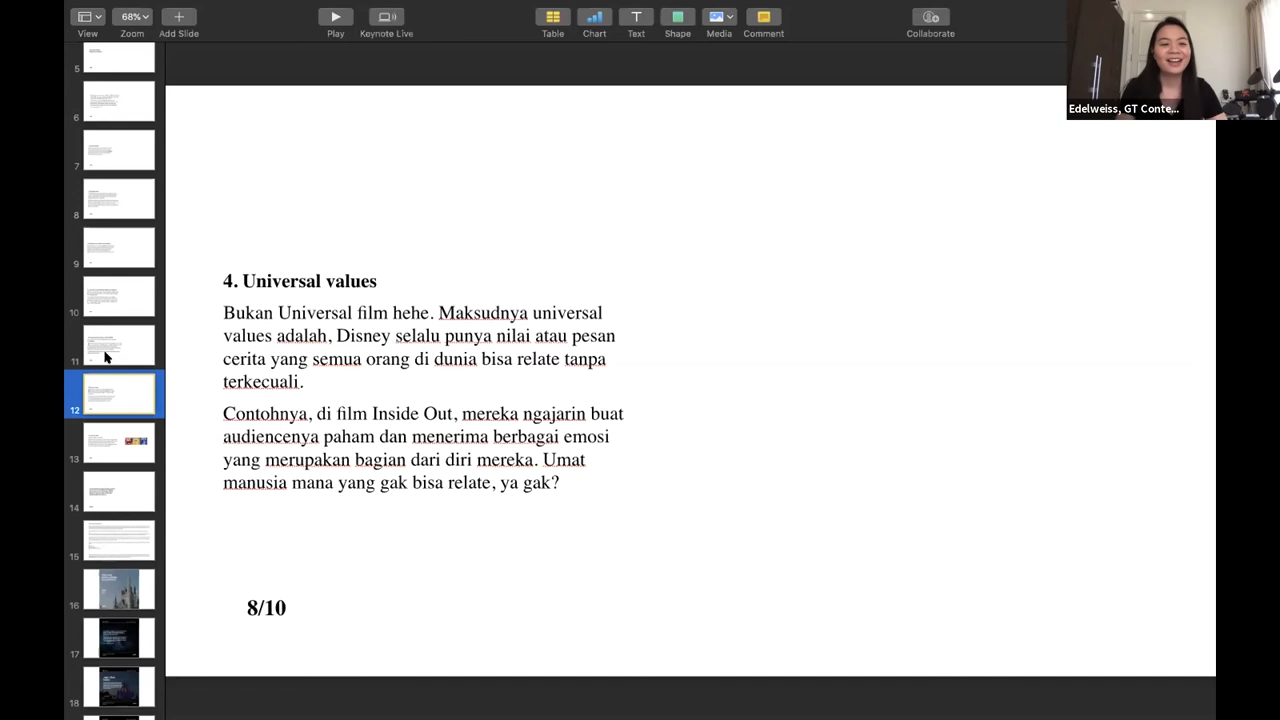 68%
View
Zoom
Add Slide
Play
Keynote Live
Table
Chart
Text
Shape
Media
Comment
Collaborate
Edelweiss, GT Conte...
5
6
7
8
9
10
11
12
13
14
15
16
17
18
4. Universal values
Bukan Universal film hehe. Maksudnya universal
values adalah, Disney selalu punya nilai atau pesan
cerita yang semua orang di dunia bisa relate tanpa
terkecuali.
Contohnya, di film Inside Out, mereka ngajarin buat
audiencenya paham dan menerima berbagai emosi
yang merupakan bagian dari diri mereka. Umat
manusia mana yang gak bisa relate, ya gak?
8/10